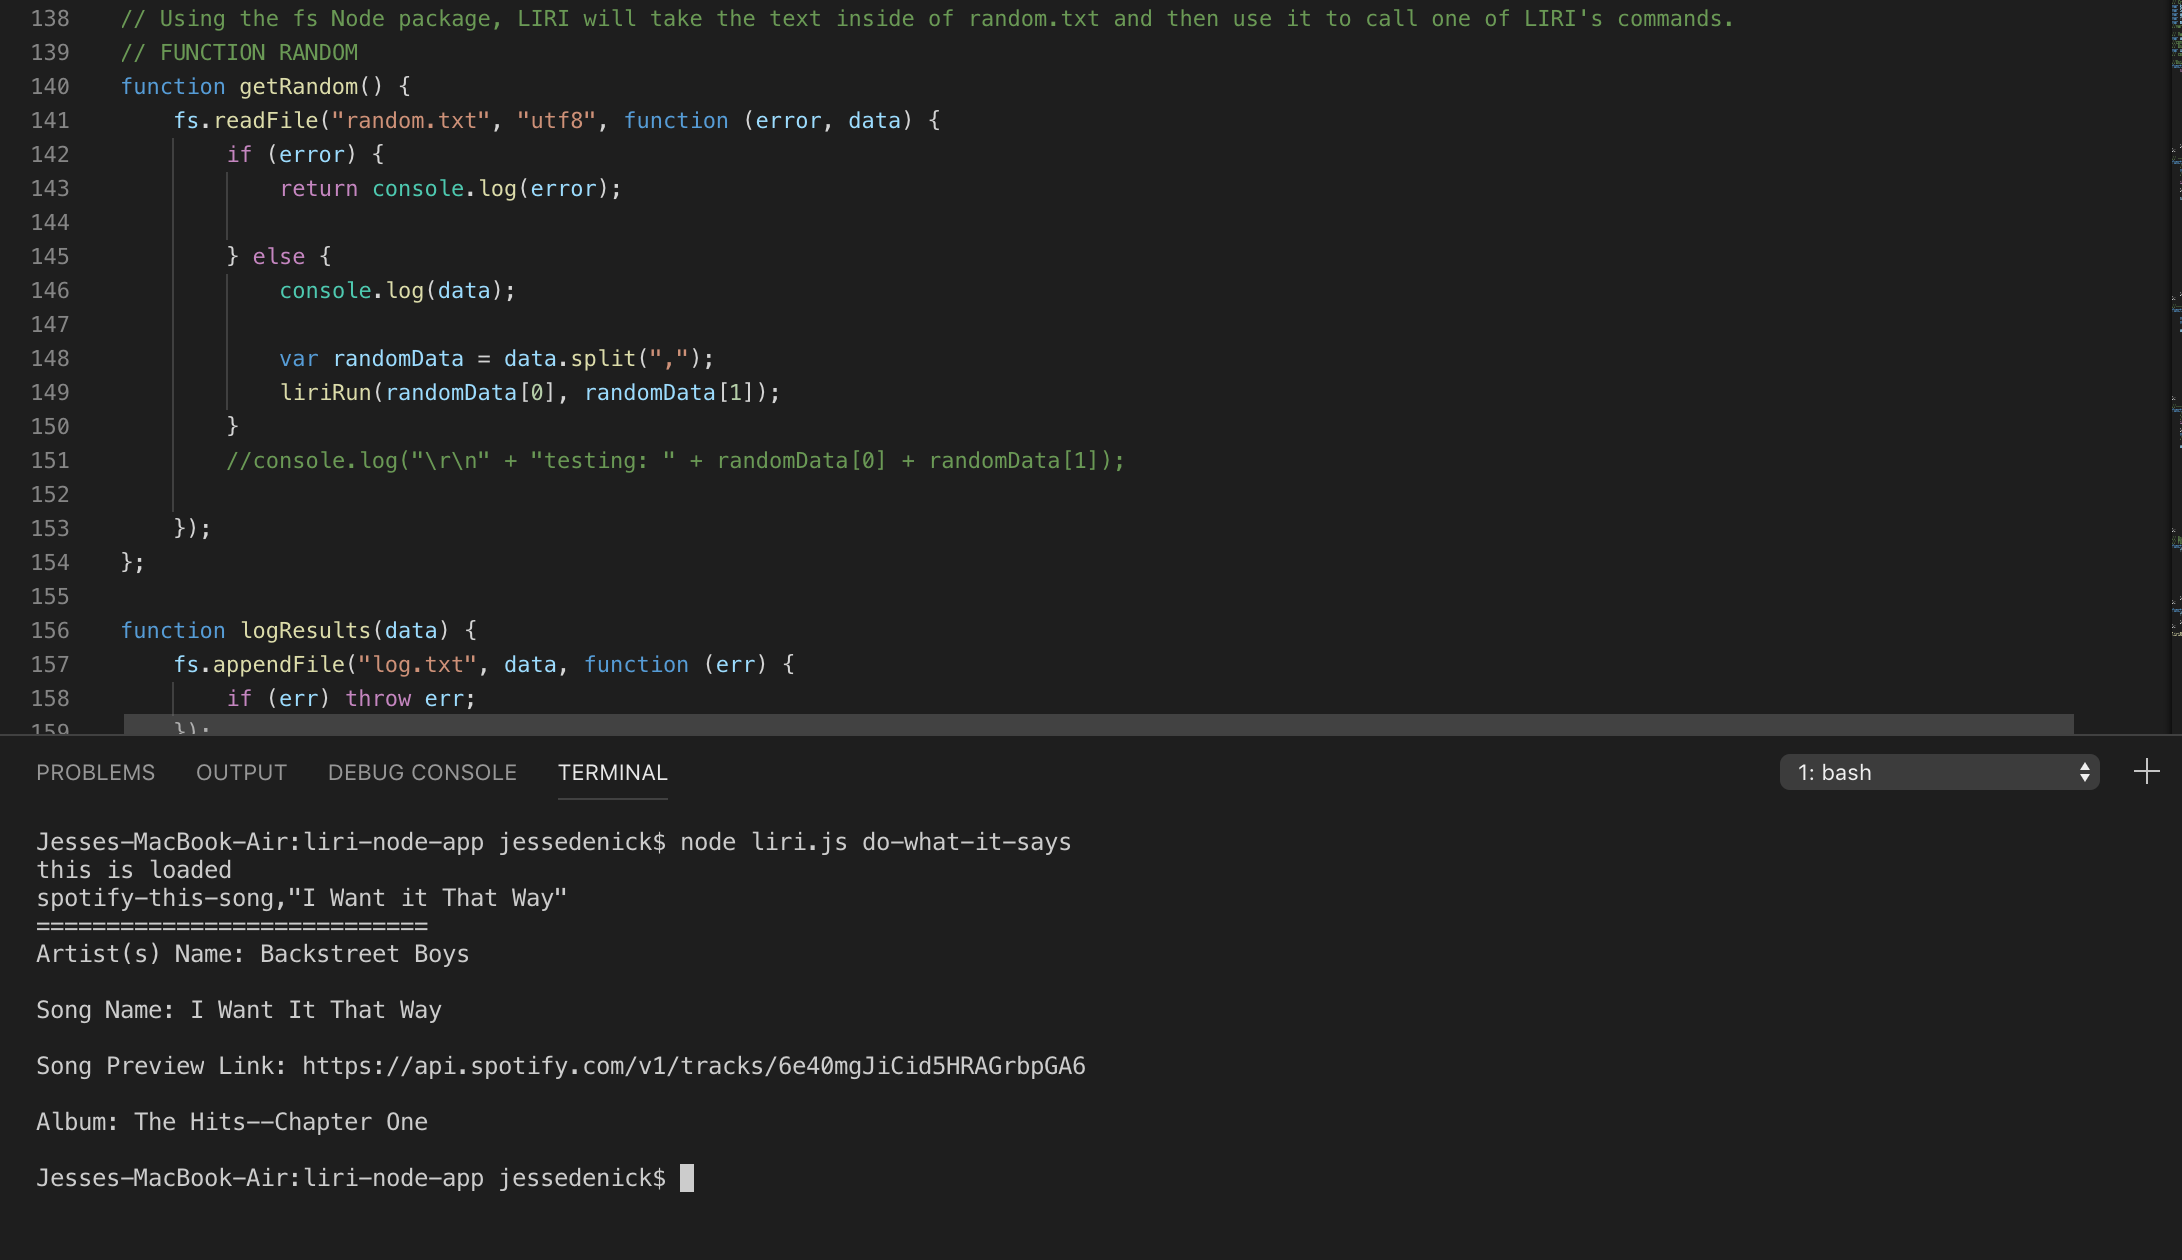 138 // Using the fs Node package, LIRI will take the text inside of random.txt and then use it to call one of LIRI's commands.
139 // FUNCTION RANDOM
140 function getRandom() {
141     fs.readFile("random.txt", "utf8", function (error, data) {
142         if (error) {
143             return console.log(error);
144
145         } else {
146             console.log(data);
147
148             var randomData = data.split(",");
149             liriRun(randomData[0], randomData[1]);
150         }
151         //console.log("\r\n" + "testing: " + randomData[0] + randomData[1]);
152
153     });
154 };
155
156 function logResults(data) {
157     fs.appendFile("log.txt", data, function (err) {
158         if (err) throw err;
159     });
PROBLEMS OUTPUT DEBUG CONSOLE TERMINAL 1: bash
Jesses-MacBook-Air:liri-node-app jessedenick$ node liri.js do-what-it-says
this is loaded
spotify-this-song,"I Want it That Way"
============================
Artist(s) Name: Backstreet Boys
Song Name: I Want It That Way
Song Preview Link: https://api.spotify.com/v1/tracks/6e40mgJiCid5HRAGrbpGA6
Album: The Hits--Chapter One
Jesses-MacBook-Air:liri-node-app jessedenick$